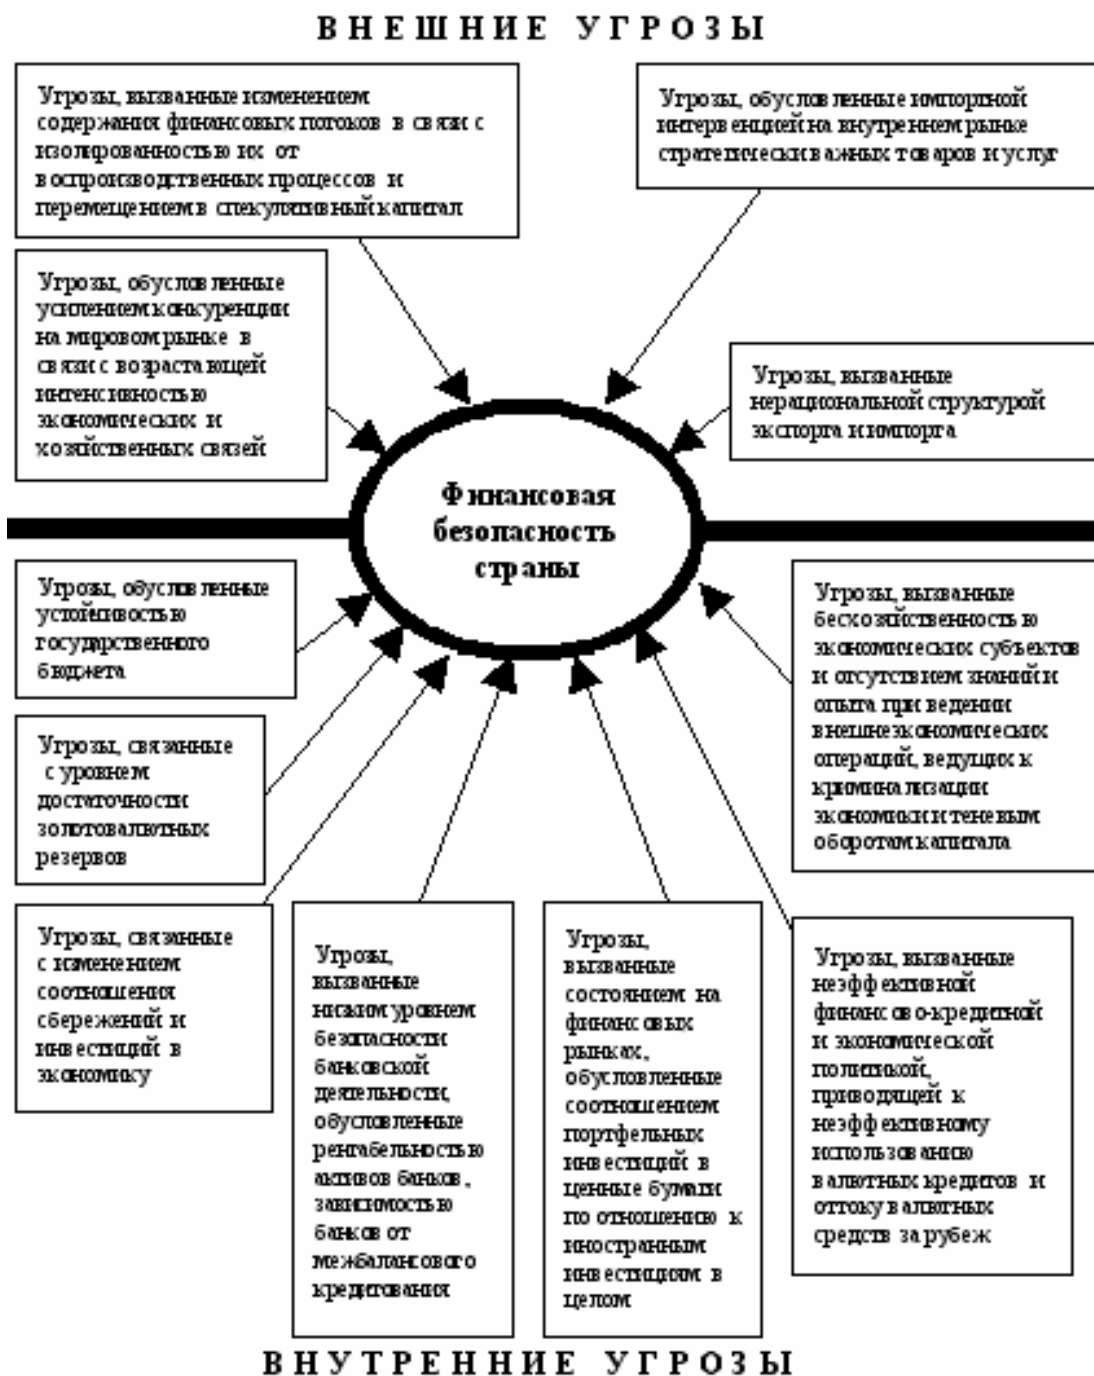 ВНЕШНИЕ УГРОЗЫ
Угрозы, вызванные изменением
содержания финансовых потоков в связи с
изолированностью их от
воспроизводственных процессов и
перемещением в спекулятивный капитал
Угрозы, обусловленные импортной
интервенцией на внутреннем рынке
стратегически важных товаров и услуг
Угрозы, обусловленные
усилением конкуренции
на мировом рынке в
связи с возрастающей
интенсивностью
экономических и
хозяйственных связей
Угрозы, вызванные
нерациональной структурой
экспорта и импорта
Финансовая
безопасность
страны
Угрозы, обусловленные
устойчивостью
государственного
бюджета
Угрозы, вызванные
бесхозяйственностью
экономических субъектов
и отсутствием знаний и
опыта при ведении
внешнеэкономических
операций, ведущих к
криминализации
экономики и теневым
оборотам капитала
Угрозы, связанные
с уровнем
достаточности
золотовалютных
резервов
Угрозы, связанные
с изменением
соотношения
сбережений и
инвестиций в
экономику
Угрозы,
вызванные
низким уровнем
безопасности
банковской
деятельности,
обусловленные
рентабельностью
активов банков,
зависимостью
банков от
межбалансового
кредитования
Угрозы,
вызванные
состоянием на
финансовых
рынках,
обусловленные
соотношением
портфельных
инвестиций в
ценные бумаги
по отношению к
иностранным
инвестициям в
целом
Угрозы, вызванные
неэффективной
финансово-кредитной
и экономической
политикой,
приводящей к
неэффективному
использованию
валютных кредитов и
оттоку валютных
средств за рубеж
ВНУТРЕННИЕ УГРОЗЫ